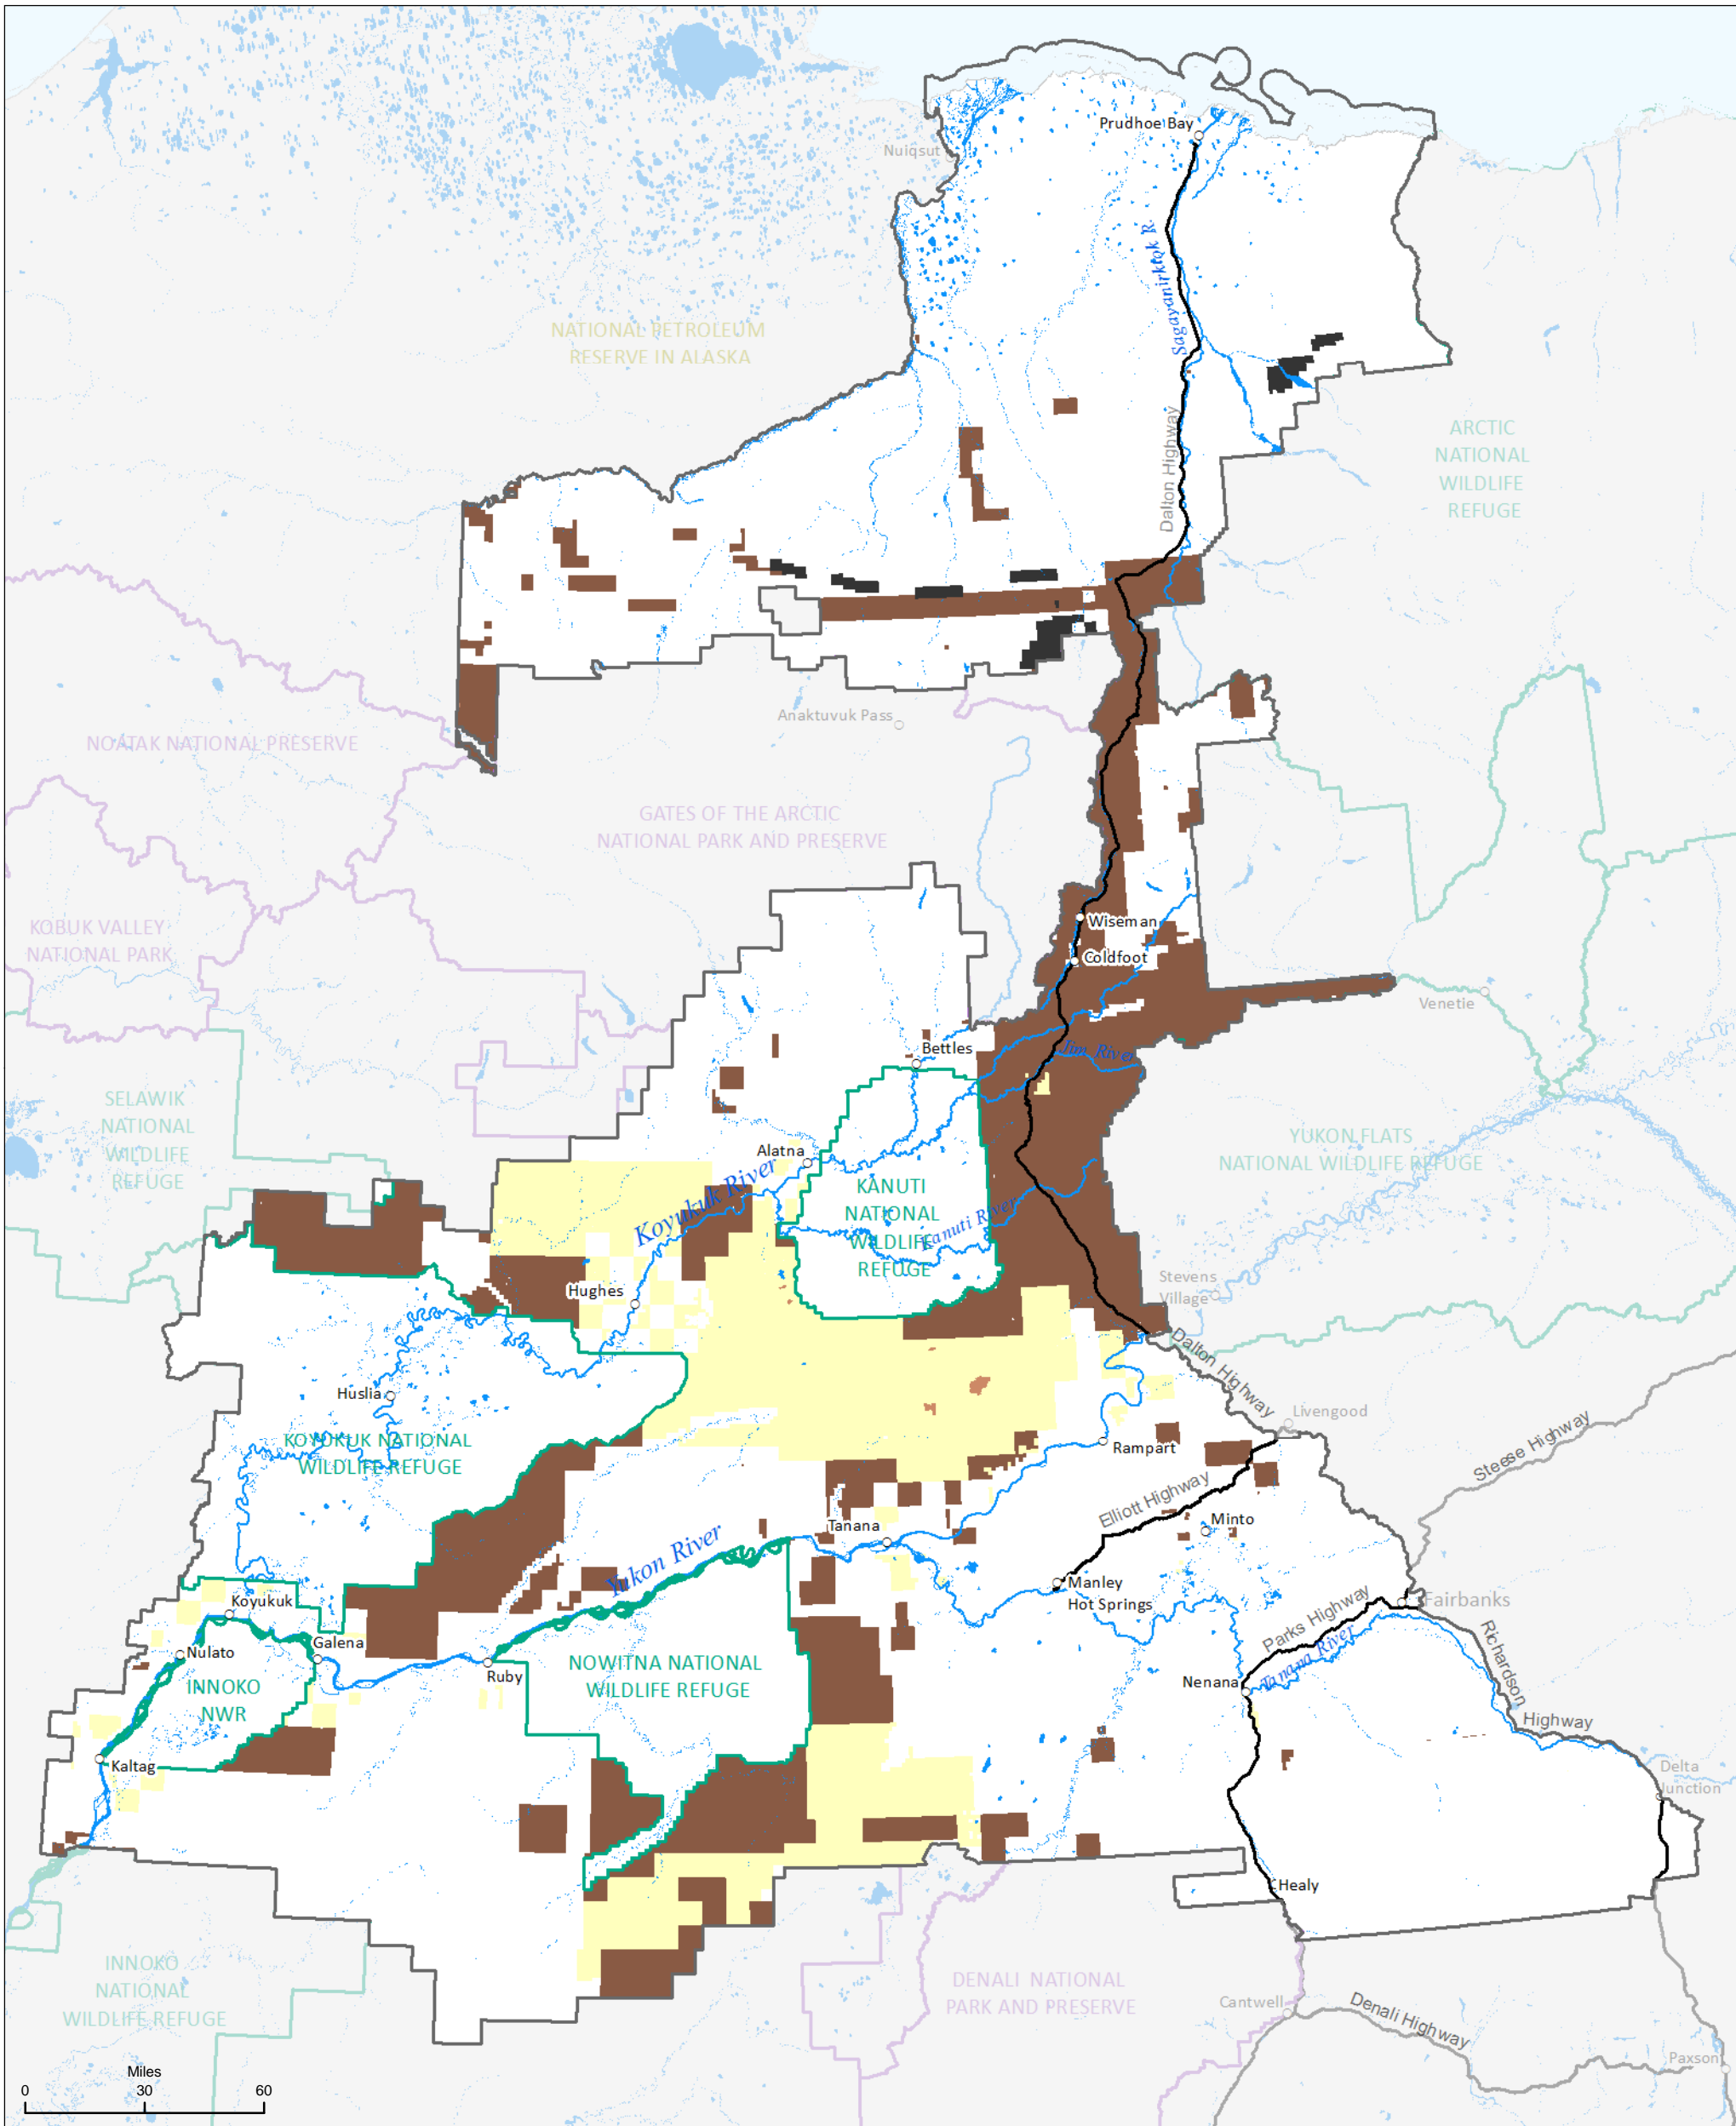 Prudhoe Bay
Nuiqsut
Sagavanirktok R
NATIONAL PETROLEUM
RESERVE IN ALASKA
Dalton Highway
ARCTIC
NATIONAL
WILDLIFE
REFUGE
Anaktuvuk Pass
NOATAK NATIONAL PRESERVE
GATES OF THE ARCTIC
NATIONAL PARK AND PRESERVE
KOBUK VALLEY
NATIONAL PARK
Wiseman
Coldfoot
Venetie
Bettles
Jim River
SELAWIK
NATIONAL
WILDLIFE
REFUGE
YUKON FLATS
NATIONAL WILDLIFE REFUGE
Alatna
Koyukuk River
KANUTI
NATIONAL
WILDLIFE
REFUGE
Kanuti River
Stevens
Village
Hughes
Dalton Highway
Huslia
Livengood
KOYUKUK NATIONAL
WILDLIFE REFUGE
Rampart
Steese Highway
Elliott Highway
Minto
Tanana
Yukon River
Manley
Hot Springs
Fairbanks
Koyukuk
Parks Highway
Tanana River
Galena
Nulato
Ruby
NOWITNA NATIONAL
WILDLIFE REFUGE
Nenana
Richardson
Highway
INNOKO
NWR
Kaltag
Delta
Junction
Healy
INNOKO
NATIONAL
WILDLIFE REFUGE
DENALI NATIONAL
PARK AND PRESERVE
Cantwell
Denali Highway
Paxson
Miles
0 30 60